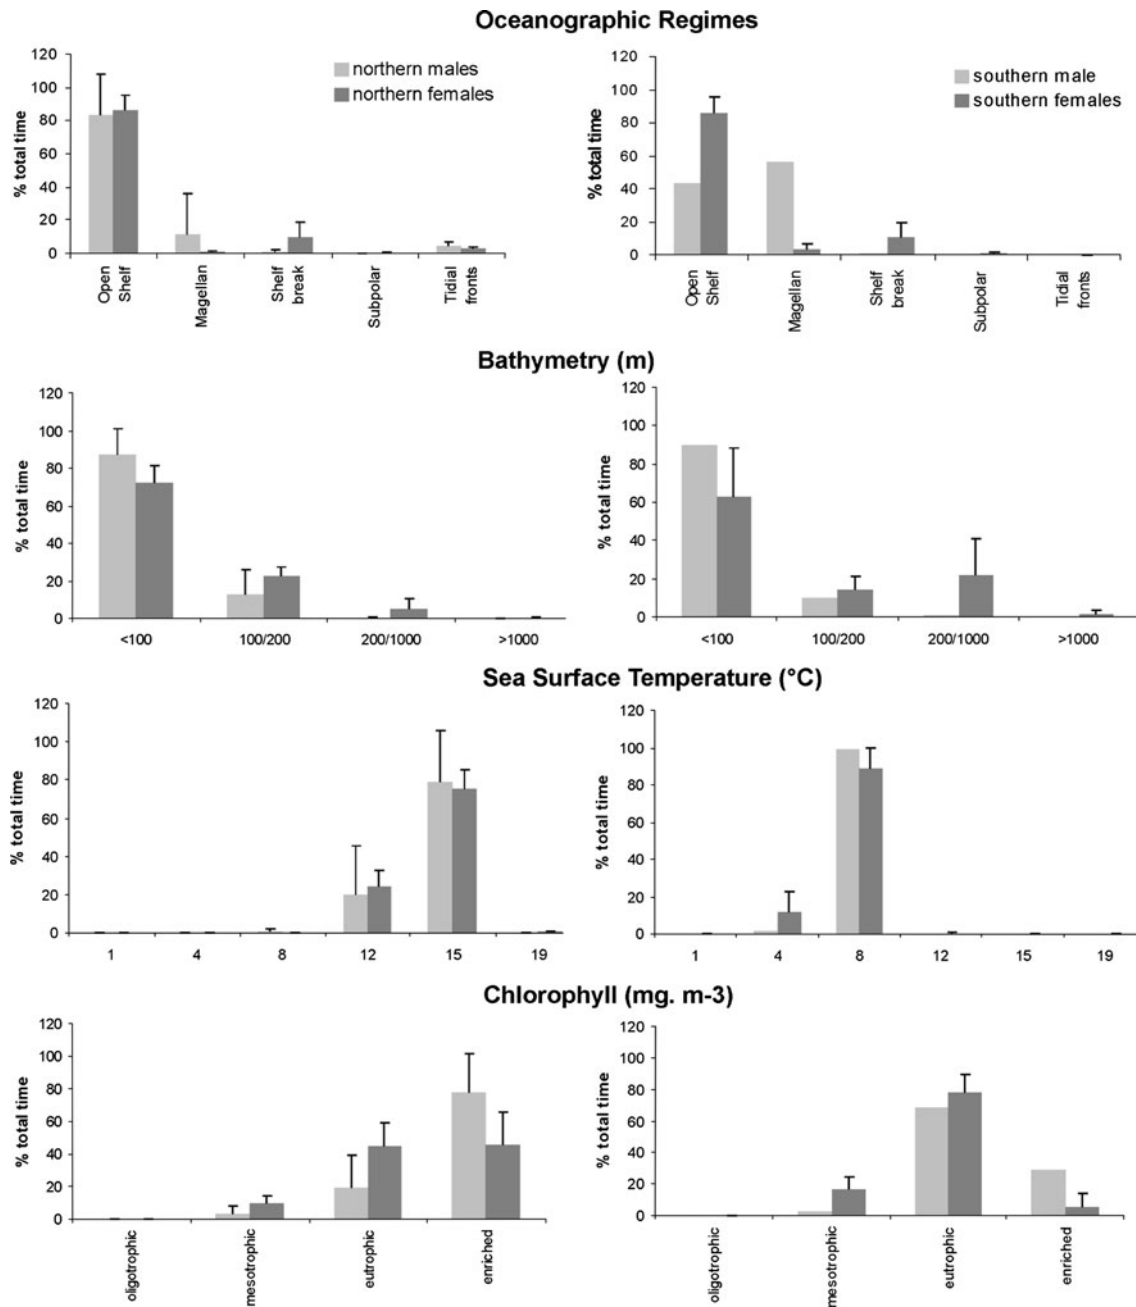 Oceanographic Regimes
% total time
120
100
80
60
40
20
0
northern males
northern females
Open
Shelf
Magellan
Shelf
break
Subpolar
Tidial
fronts
% total time
120
100
80
60
40
20
0
southern male
southern females
Open
Shelf
Magellan
Shelf
break
Subpolar
Tidial
fronts
Bathymetry (m)
% total time
120
100
80
60
40
20
0
<100 100/200 200/1000 >1000
% total time
120
100
80
60
40
20
0
<100 100/200 200/1000 >1000
Sea Surface Temperature (°C)
% total time
120
100
80
60
40
20
0
1 4 8 12 15 19
% total time
120
100
80
60
40
20
0
1 4 8 12 15 19
Chlorophyll (mg. m-3)
% total time
120
100
80
60
40
20
0
oligotrophic
mesotrophic
eutrophic
enriched
% total time
120
100
80
60
40
20
0
oligotrophic
mesotrophic
eutrophic
enriched